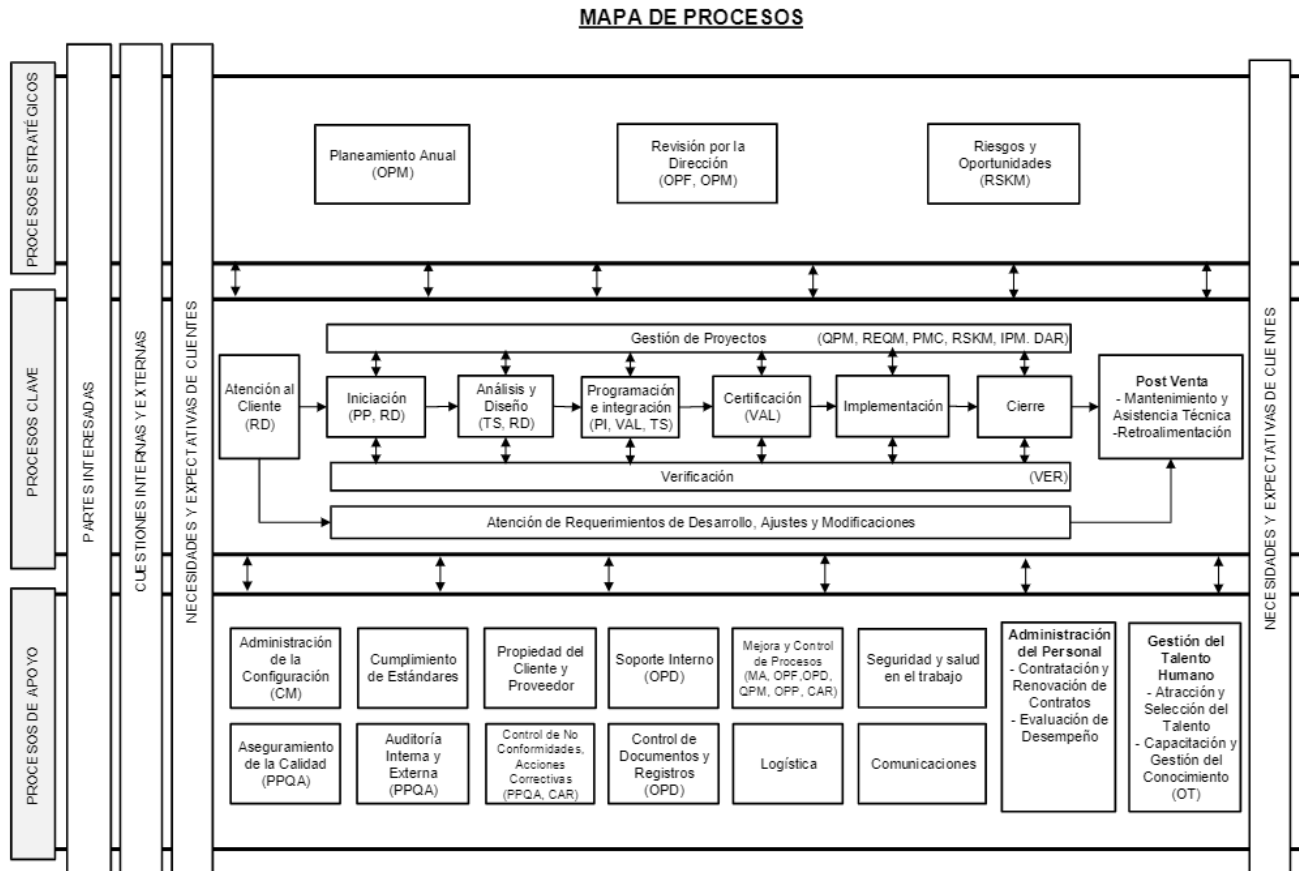 MAPA DE PROCESOS
PROCESOS ESTRATÉGICOS
PROCESOS CLAVE
PROCESOS DE APOYO
PARTES INTERESADAS
CUESTIONES INTERNAS Y EXTERNAS
NECESIDADES Y EXPECTATIVAS DE CLIENTES
Planeamiento Anual
(OPM)
Revisión por la
Dirección
(OPF, OPM)
Riesgos y
Oportunidades
(RSKM)
Gestión de Proyectos (QPM, REQM, PMC, RSKM, IPM. DAR)
Atención al
Cliente
(RD)
Iniciación
(PP, RD)
Análisis y
Diseño
(TS, RD)
Programación
e integración
(PI, VAL, TS)
Certificación
(VAL)
Implementación
Cierre
Post Venta
- Mantenimiento y
Asistencia Técnica
-Retroalimentación
Verificación (VER)
Atención de Requerimientos de Desarrollo, Ajustes y Modificaciones
Administración
de la
Configuración
(CM)
Cumplimiento
de Estándares
Propiedad del
Cliente y
Proveedor
Soporte Interno
(OPD)
Mejora y Control
de Procesos
(MA, OPF,OPD,
QPM, OPP, CAR)
Seguridad y salud
en el trabajo
Administración
del Personal
- Contratación y
Renovación de
Contratos
- Evaluación de
Desempeño
Gestión del
Talento
Humano
- Atracción y
Selección del
Talento
- Capacitación y
Gestión del
Conocimiento
(OT)
Aseguramiento
de la Calidad
(PPQA)
Auditoría
Interna y
Externa
(PPQA)
Control de No
Conformidades,
Acciones
Correctivas
(PPQA, CAR)
Control de
Documentos y
Registros
(OPD)
Logística
Comunicaciones
NECESIDADES Y EXPECTATIVAS DE CLIENTES